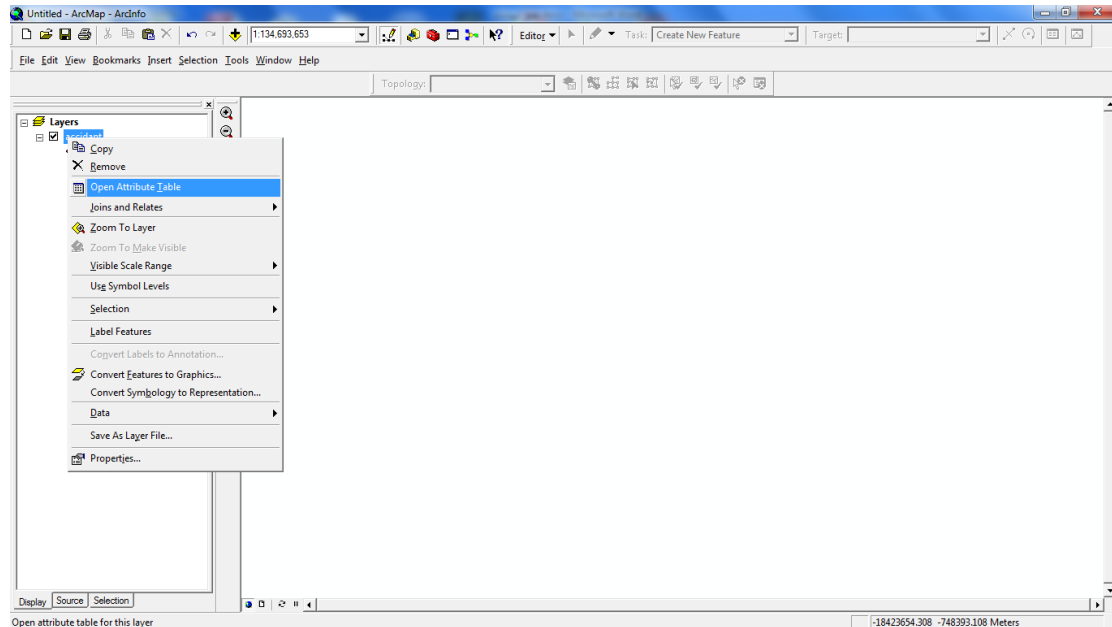 Untitled - ArcMap - ArcInfo
1:134,693,653
Editor
Task: Create New Feature
Target:
File Edit View Bookmarks Insert Selection Tools Window Help
Topology:
Layers
accidant
Copy
Remove
Open Attribute Table
Joins and Relates
Zoom To Layer
Zoom To Make Visible
Visible Scale Range
Use Symbol Levels
Selection
Label Features
Convert Labels to Annotation...
Convert Features to Graphics...
Convert Symbology to Representation...
Data
Save As Layer File...
Properties...
Display Source Selection
Open attribute table for this layer
-18423654.308 -748393.108 Meters